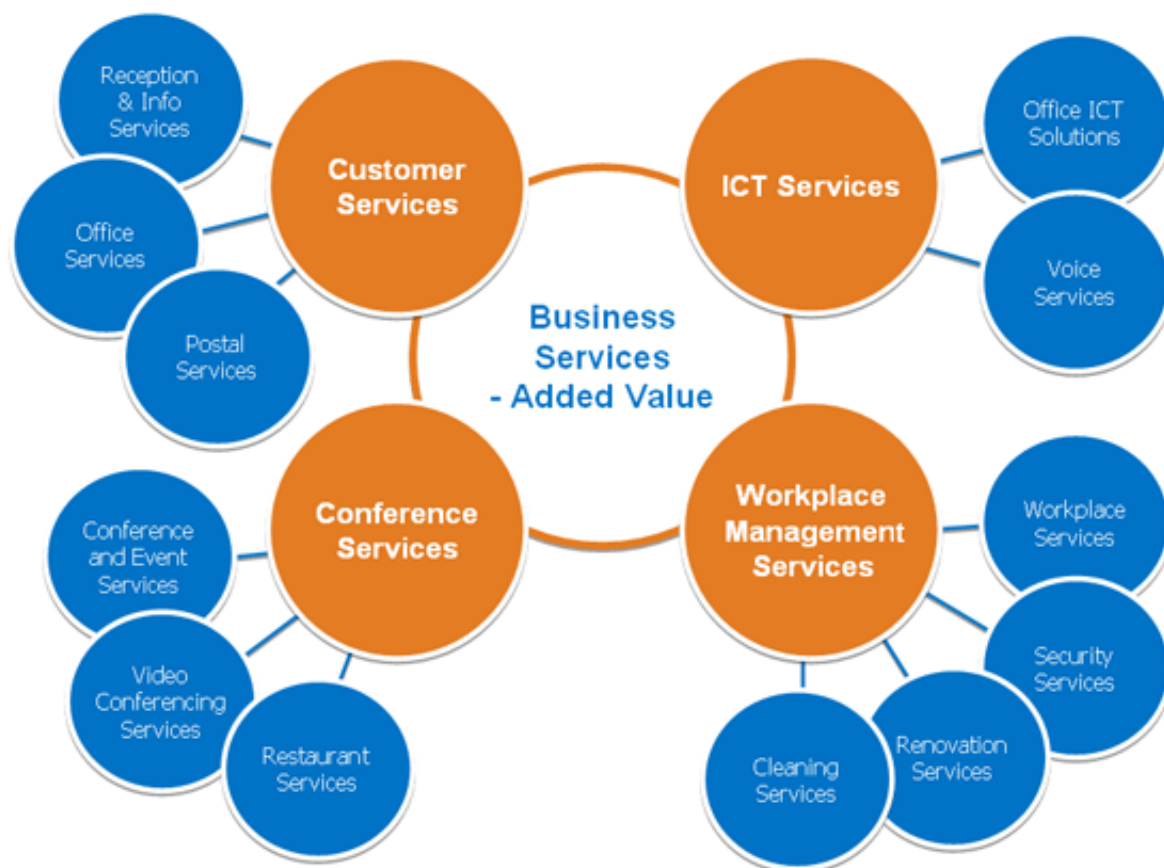 Reception
& Info
Services
Office
Services
Postal
Services
Customer
Services
ICT Services
Office ICT
Solutions
Voice
Services
Business
Services
- Added Value
Conference
Services
Conference
and Event
Services
Video
Conferencing
Services
Restaurant
Services
Workplace
Management
Services
Workplace
Services
Security
Services
Renovation
Services
Cleaning
Services